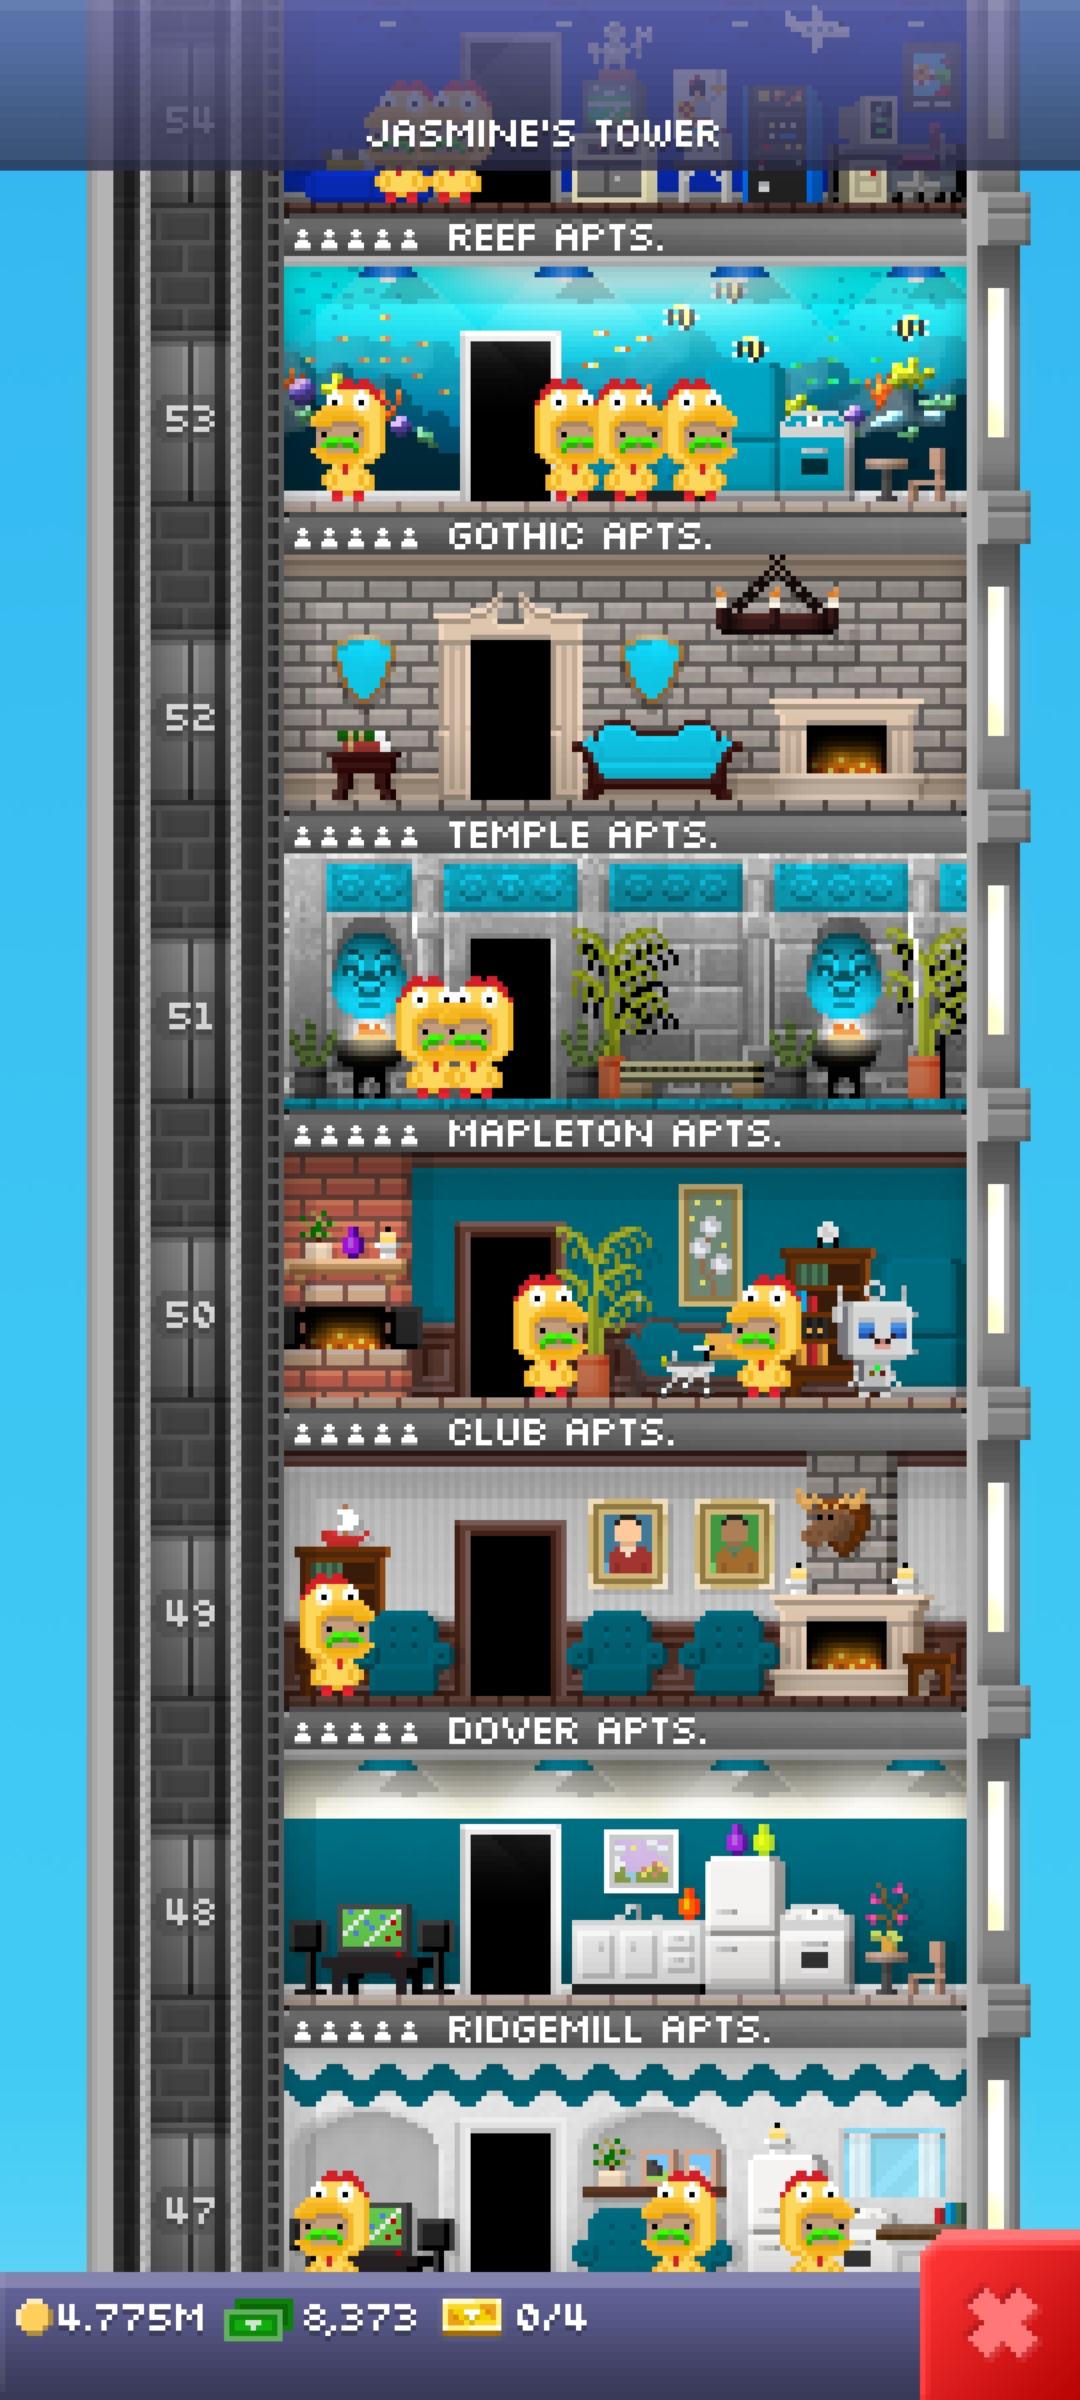 54
JASMINE'S TOWER
REEF APTS.
53
GOTHIC APTS.
52
TEMPLE APTS.
51
MAPLETON APTS.
50
CLUB APTS.
49
DOVER APTS.
48
RIDGEMILL APTS.
47
4.775M 8,373 0/4